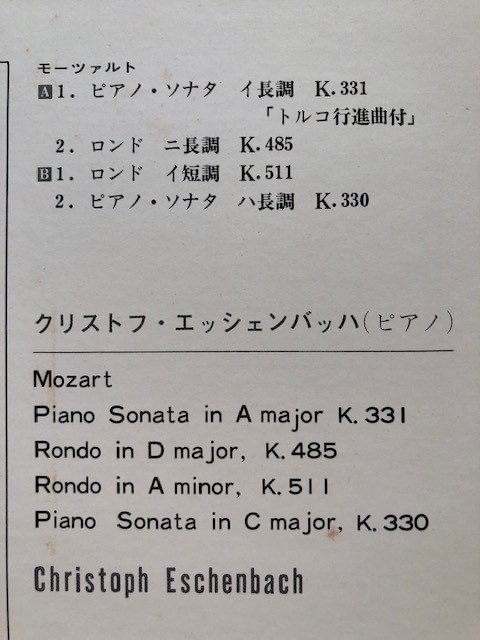 モーツァルト
A 1. ピアノ・ソナタ イ長調 K.331
「トルコ行進曲付」
2. ロンド ニ長調 K.485
B 1. ロンド イ短調 K.511
2. ピアノ・ソナタ ハ長調 K.330
クリストフ・エッシェンバッハ(ピアノ)
Mozart
Piano Sonata in A major K.331
Rondo in D major, K.485
Rondo in A minor, K.511
Piano Sonata in C major, K.330
Christoph Eschenbach